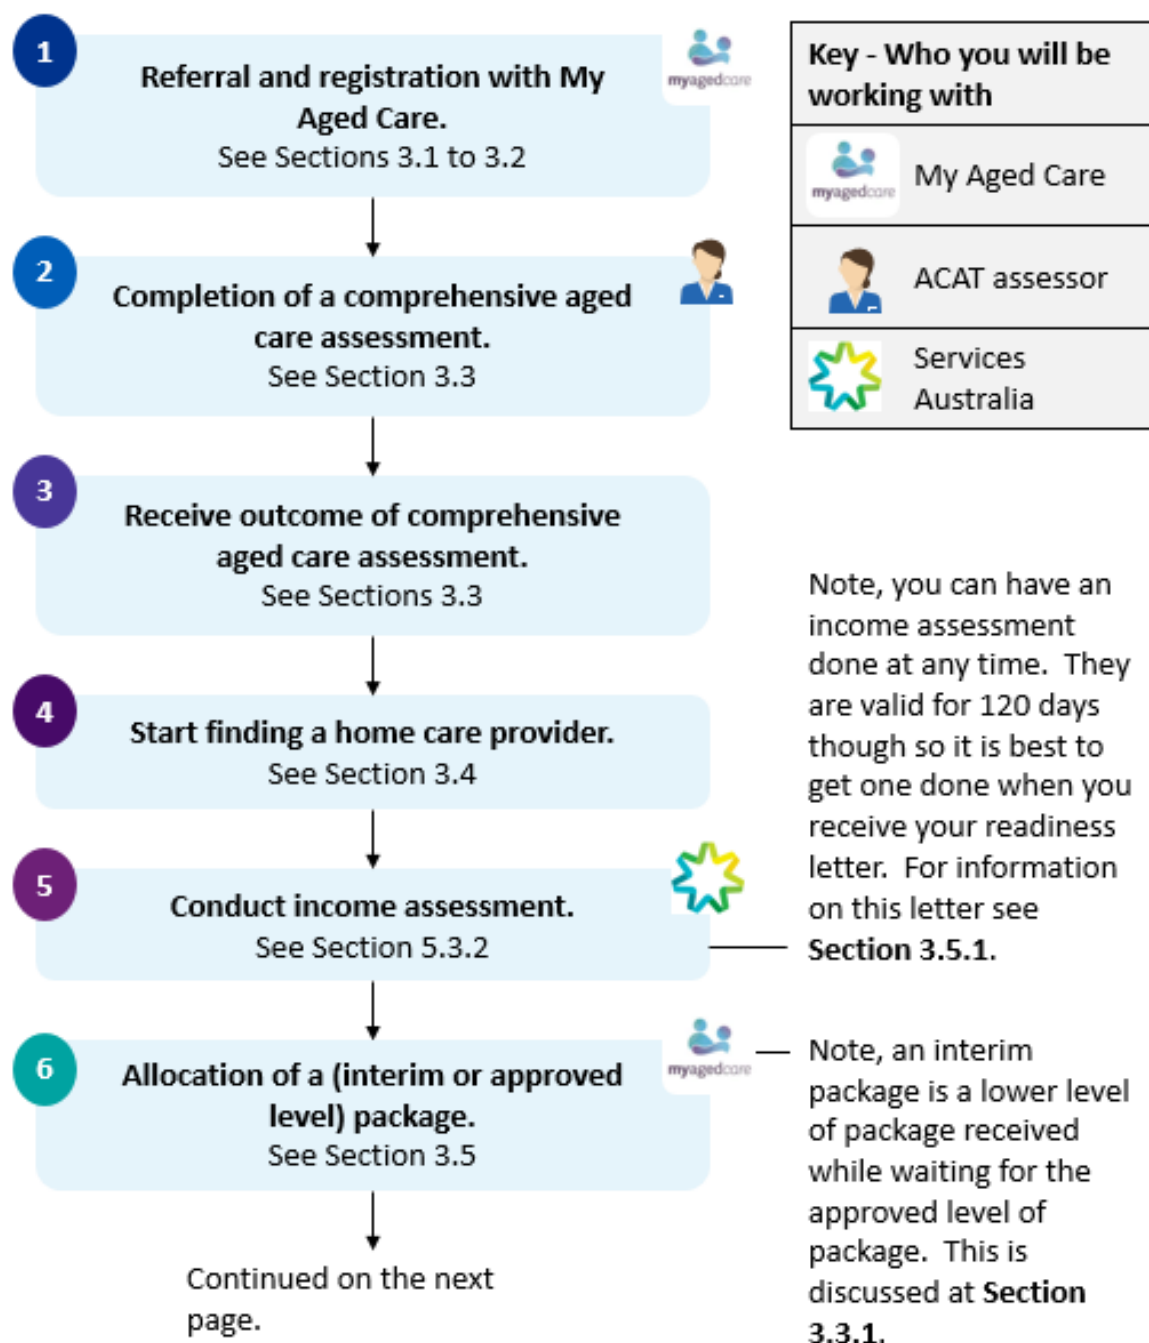 1
Referral and registration with My
Aged Care.
See Sections 3.1 to 3.2
myagedcare
Key - Who you will be
working with
myagedcare
My Aged Care
ACAT assessor
Services
Australia
2
Completion of a comprehensive aged
care assessment.
See Section 3.3
3
Receive outcome of comprehensive
aged care assessment.
See Sections 3.3
4
Start finding a home care provider.
See Section 3.4
5
Conduct income assessment.
See Section 5.3.2
Note, you can have an
income assessment
done at any time. They
are valid for 120 days
though so it is best to
get one done when you
receive your readiness
letter. For information
on this letter see
Section 3.5.1.
6
Allocation of a (interim or approved
level) package.
See Section 3.5
myagedcare
Note, an interim
package is a lower level
of package received
while waiting for the
approved level of
package. This is
discussed at Section
3.3.1.
Continued on the next
page.